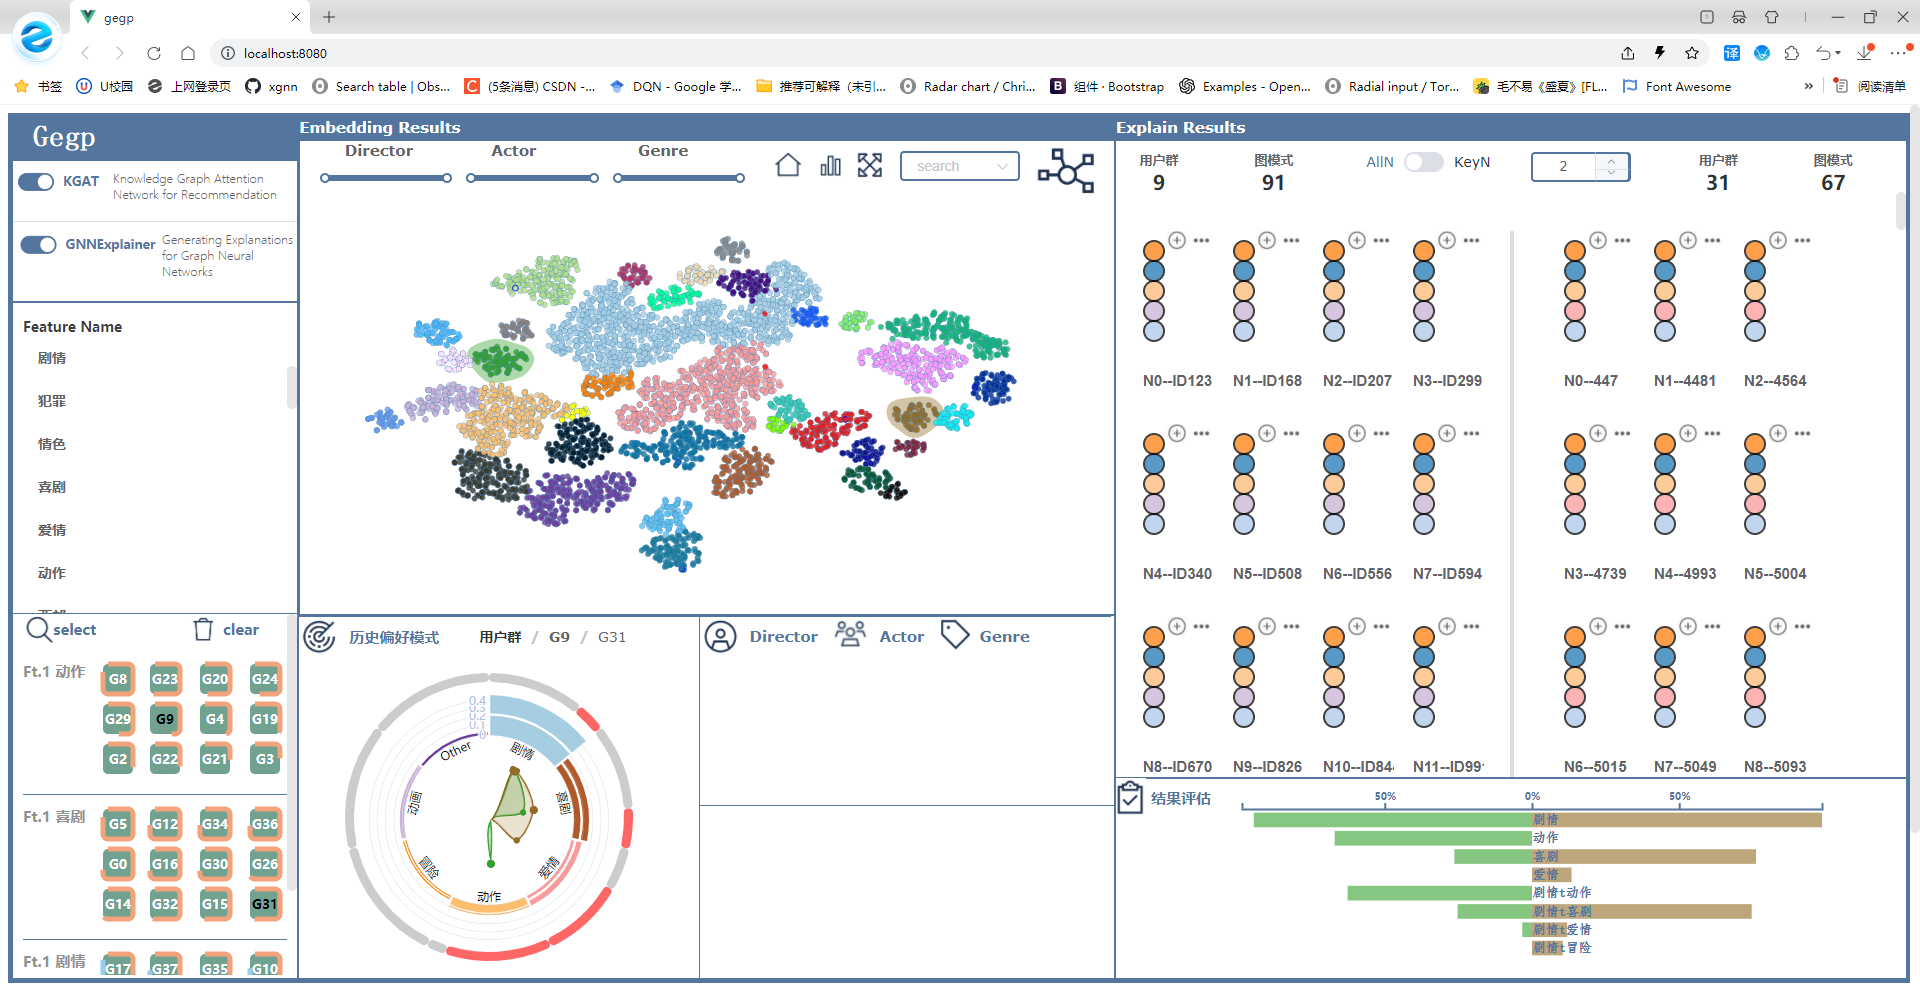 gegp
localhost:8080
书签
U校园
上网登录页
xgnn
Search table | Obs...
(5条消息) CSDN -...
DQN - Google 学...
推荐可解释（未引...
Radar chart / Chri...
组件 · Bootstrap
Examples - Open...
Radial input / Tor...
毛不易《盛夏》[FL...
Font Awesome
»
阅读清单
Gegp
KGAT
Knowledge Graph Attention
Network for Recommendation
GNNExplainer
Generating Explanations
for Graph Neural
Networks
Feature Name
剧情
犯罪
情色
喜剧
爱情
动作
select
clear
Ft.1 动作
G8 G23 G20 G24
G29 G9 G4 G19
G2 G22 G21 G3
Ft.1 喜剧
G5 G12 G34 G36
G0 G16 G30 G26
G14 G32 G15 G31
Ft.1 剧情
G17 G37 G35 G10
Embedding Results
Director Actor Genre
search
历史偏好模式 用户群 / G9 / G31
0.4
0.3
0.2
0.1
0
剧情
喜剧
爱情
动作
冒险
动画
Other
Director Actor Genre
Explain Results
用户群 图模式 AllN KeyN 2 用户群 图模式
9 91 31 67
N0--ID123 N1--ID168 N2--ID207 N3--ID299 N0--447 N1--4481 N2--4564
N4--ID340 N5--ID508 N6--ID556 N7--ID594 N3--4739 N4--4993 N5--5004
N8--ID670 N9--ID826 N10--ID844 N11--ID99 N6--5015 N7--5049 N8--5093
结果评估
50% 0% 50%
剧情
动作
喜剧
爱情
剧情t动作
剧情t喜剧
剧情t爱情
剧情t冒险